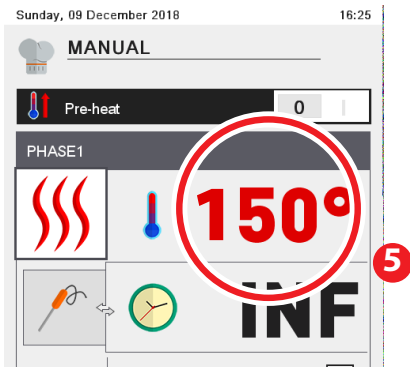 Sunday, 09 December 2018 16:25
MANUAL
Pre-heat 0 I
PHASE1
150°
5
INF